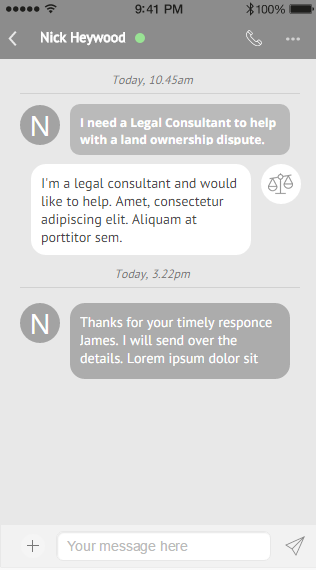 9:41 PM
100%
Nick Heywood
Today, 10.45am
N
I need a Legal Consultant to help
with a land ownership dispute.
I'm a legal consultant and would
like to help. Amet, consectetur
adipiscing elit. Aliquam at
porttitor sem.
Today, 3.22pm
N
Thanks for your timely responce
James. I will send over the
details. Lorem ipsum dolor sit
Your message here